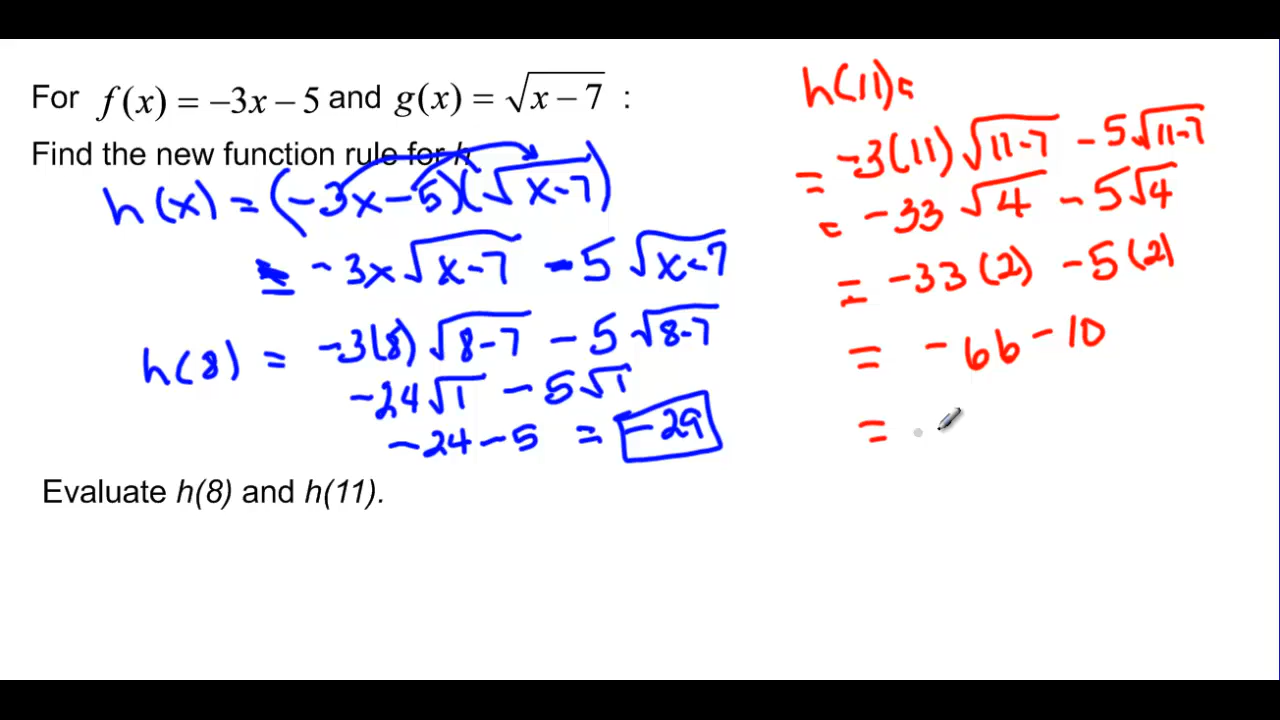 For f(x) = −3x − 5 and g(x) = √(x − 7) :
Find the new function rule for h
h(x) = (-3x-5)(√(x-7))
= -3x√(x-7) -5√(x-7)
h(8) = -3(8)√(8-7) - 5√(8-7)
-24√1 - 5√1
-24-5 = -29
Evaluate h(8) and h(11).
h(11)=
= -3(11)√(11-7) - 5√(11-7)
= -33√4 - 5√4
= -33(2) -5(2)
= -66-10
=